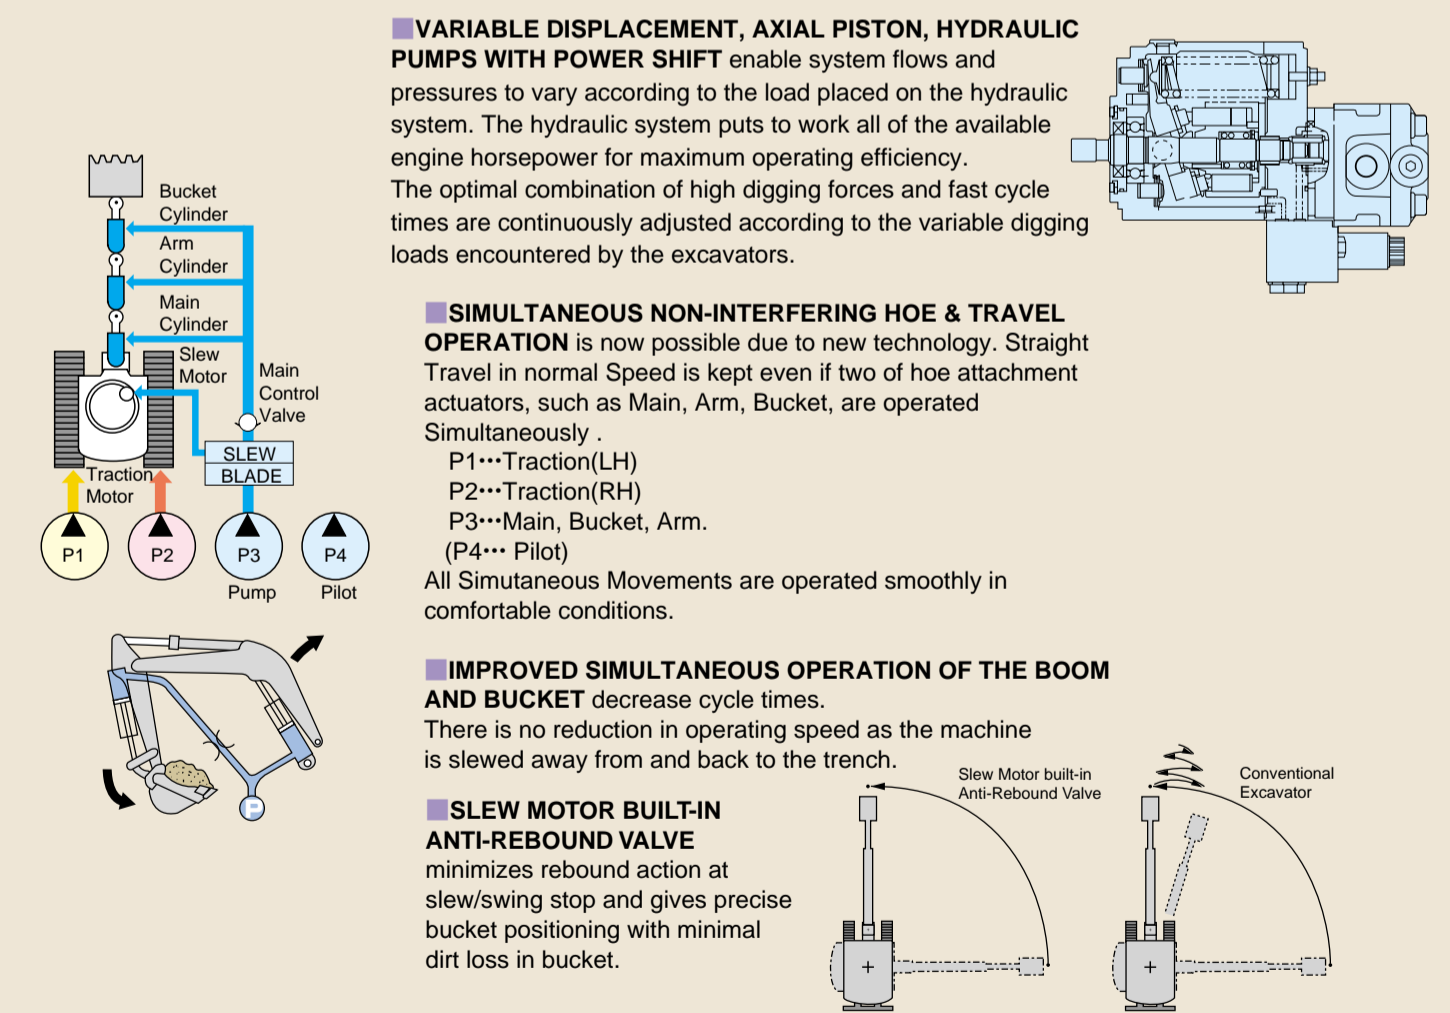 ■VARIABLE DISPLACEMENT, AXIAL PISTON, HYDRAULIC
PUMPS WITH POWER SHIFT enable system flows and
pressures to vary according to the load placed on the hydraulic
system. The hydraulic system puts to work all of the available
engine horsepower for maximum operating efficiency.
The optimal combination of high digging forces and fast cycle
times are continuously adjusted according to the variable digging
loads encountered by the excavators.
Bucket
Cylinder
Arm
Cylinder
Main
Cylinder
Slew
Motor
Main
Control
Valve
SLEW
BLADE
Traction
Motor
P1
P2
P3
P4
Pump
Pilot
■SIMULTANEOUS NON-INTERFERING HOE & TRAVEL
OPERATION is now possible due to new technology. Straight
Travel in normal Speed is kept even if two of hoe attachment
actuators, such as Main, Arm, Bucket, are operated
Simultaneously .
P1···Traction(LH)
P2···Traction(RH)
P3···Main, Bucket, Arm.
(P4··· Pilot)
All Simutaneous Movements are operated smoothly in
comfortable conditions.
P
■IMPROVED SIMULTANEOUS OPERATION OF THE BOOM
AND BUCKET decrease cycle times.
There is no reduction in operating speed as the machine
is slewed away from and back to the trench.
■SLEW MOTOR BUILT-IN
ANTI-REBOUND VALVE
minimizes rebound action at
slew/swing stop and gives precise
bucket positioning with minimal
dirt loss in bucket.
Slew Motor built-in
Anti-Rebound Valve
Conventional
Excavator